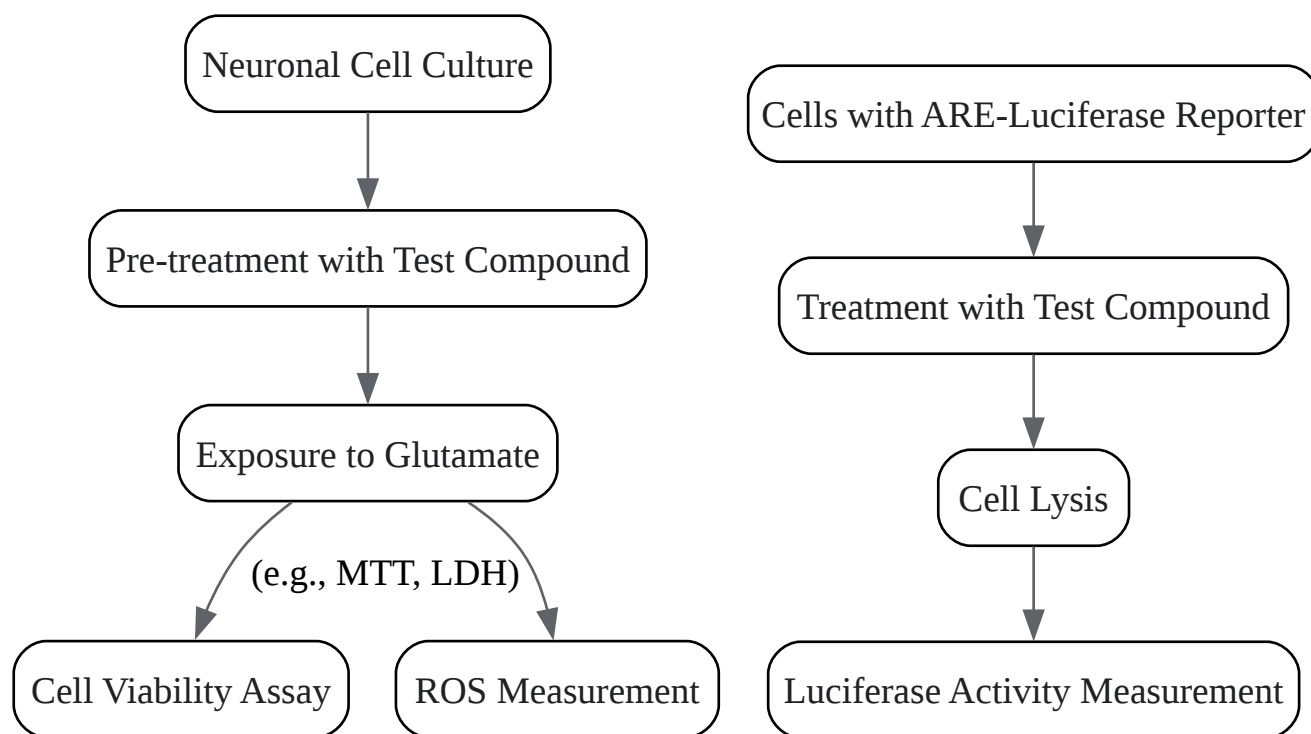 Neuronal Cell Culture
Pre-treatment with Test Compound
Exposure to Glutamate
(e.g., MTT, LDH)
Cell Viability Assay
ROS Measurement
Cells with ARE-Luciferase Reporter
Treatment with Test Compound
Cell Lysis
Luciferase Activity Measurement